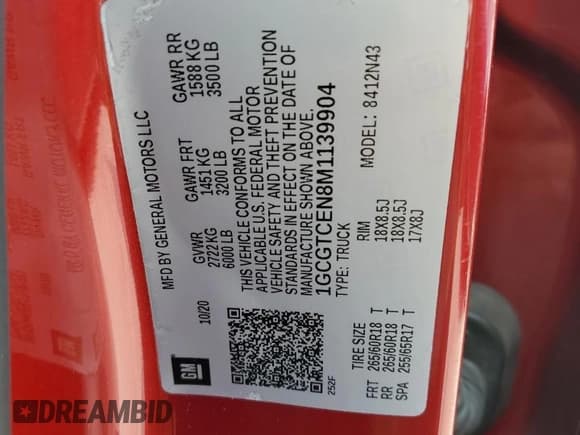 MFD BY GENERAL MOTORS LLC
10/20
GVWR
2722 KG
6000 LB
GAWR FRT
1451 KG
3200 LB
GAWR RR
1588 KG
3500 LB
THIS VEHICLE CONFORMS TO ALL
APPLICABLE U.S. FEDERAL MOTOR
VEHICLE SAFETY AND THEFT PREVENTION
STANDARDS IN EFFECT ON THE DATE OF
MANUFACTURE SHOWN ABOVE.
1GCGTCEN8M1139904
TYPE: TRUCK
MODEL: 8412N43
GM
252F
TIRE SIZE RIM
FRT 265/60R18 T 18X8.5J
RR 265/60R18 T 18X8.5J
SPA 255/65R17 T 17X8J
DREAMBID